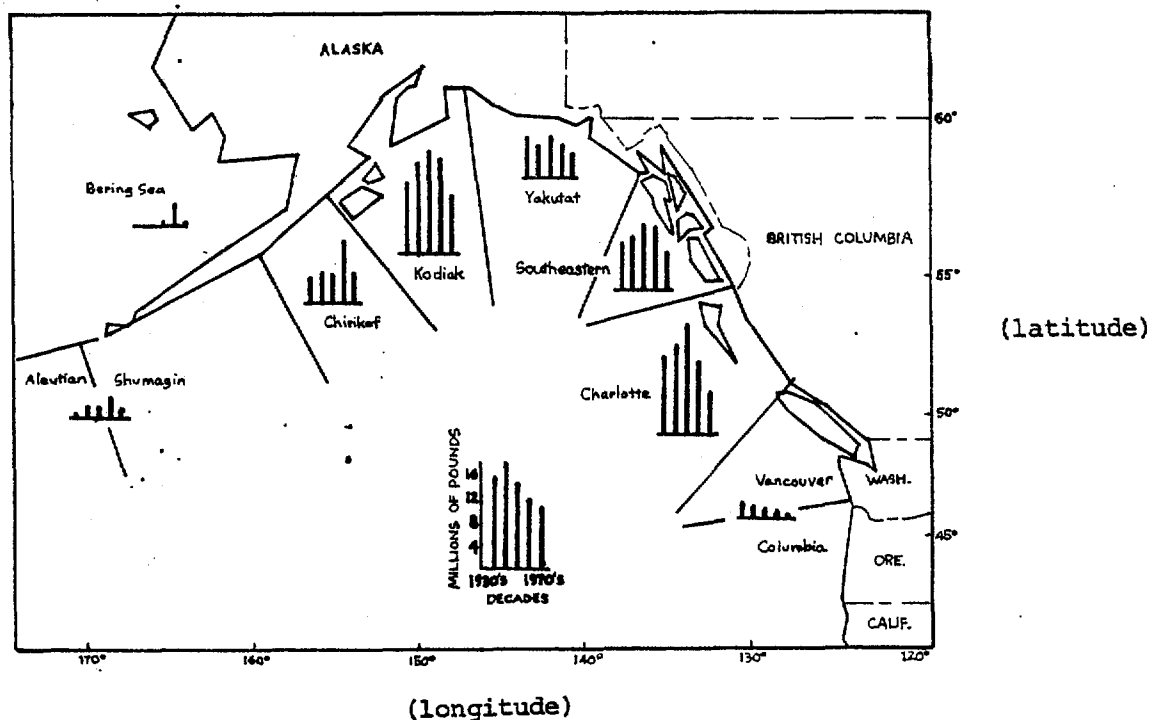 ALASKA
60°
Bering Sea
Yakutat
BRITISH COLUMBIA
Kodiak
Southeastern
55°
Chirikof
(latitude)
Aleutian Shumagin
Charlotte
50°
MILLIONS OF POUNDS
16
12
8
4
1930's 1970's
DECADES
Vancouver
WASH.
45°
Columbia
ORE.
CALIF.
170° 160° 150° 140° 130° 120°
(longitude)